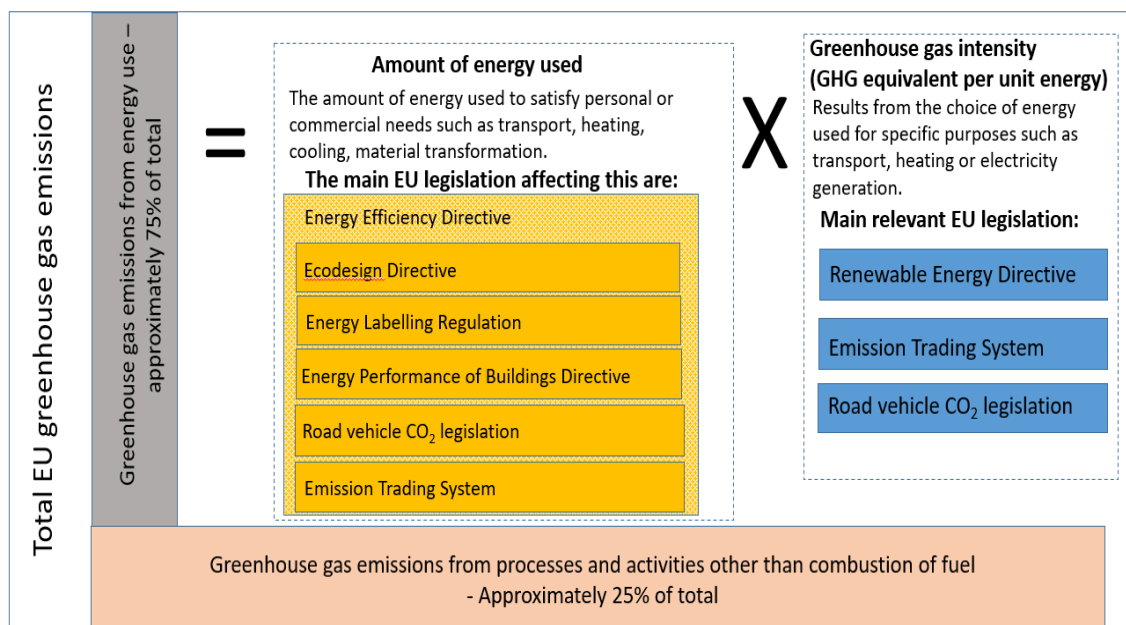 Total EU greenhouse gas emissions
Greenhouse gas emissions from energy use –
approximately 75% of total
=
Amount of energy used
The amount of energy used to satisfy personal or
commercial needs such as transport, heating,
cooling, material transformation.
The main EU legislation affecting this are:
Energy Efficiency Directive
Ecodesign Directive
Energy Labelling Regulation
Energy Performance of Buildings Directive
Road vehicle CO₂ legislation
Emission Trading System
X
Greenhouse gas intensity
(GHG equivalent per unit energy)
Results from the choice of energy
used for specific purposes such as
transport, heating or electricity
generation.
Main relevant EU legislation:
Renewable Energy Directive
Emission Trading System
Road vehicle CO₂ legislation
Greenhouse gas emissions from processes and activities other than combustion of fuel
- Approximately 25% of total